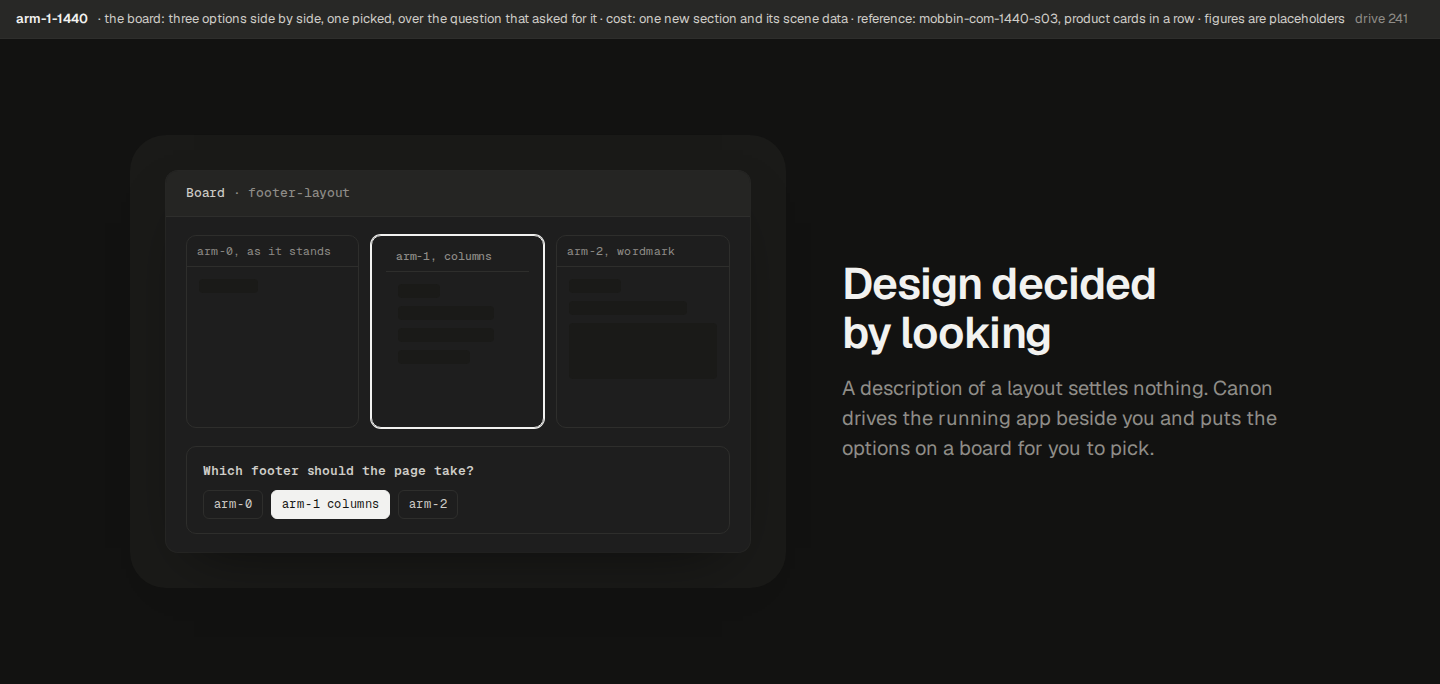 arm-1-1440 · the board: three options side by side, one picked, over the question that asked for it · cost: one new section and its scene data · reference: mobbin-com-1440-s03, product cards in a row · figures are placeholders drive 241
Board · footer-layout
arm-0, as it stands
arm-1, columns
arm-2, wordmark
Which footer should the page take?
arm-0
arm-1 columns
arm-2
Design decided
by looking
A description of a layout settles nothing. Canon
drives the running app beside you and puts the
options on a board for you to pick.